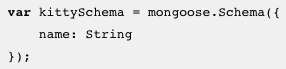 var kittySchema = mongoose.Schema({
    name: String
});